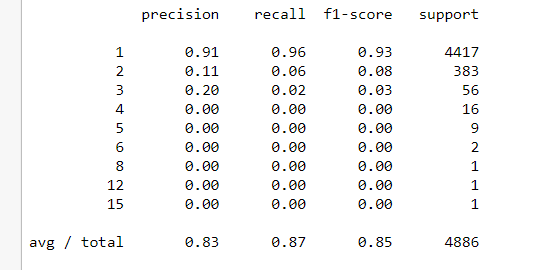 precision recall f1-score support
1 0.91 0.96 0.93 4417
2 0.11 0.06 0.08 383
3 0.20 0.02 0.03 56
4 0.00 0.00 0.00 16
5 0.00 0.00 0.00 9
6 0.00 0.00 0.00 2
8 0.00 0.00 0.00 1
12 0.00 0.00 0.00 1
15 0.00 0.00 0.00 1
avg / total 0.83 0.87 0.85 4886